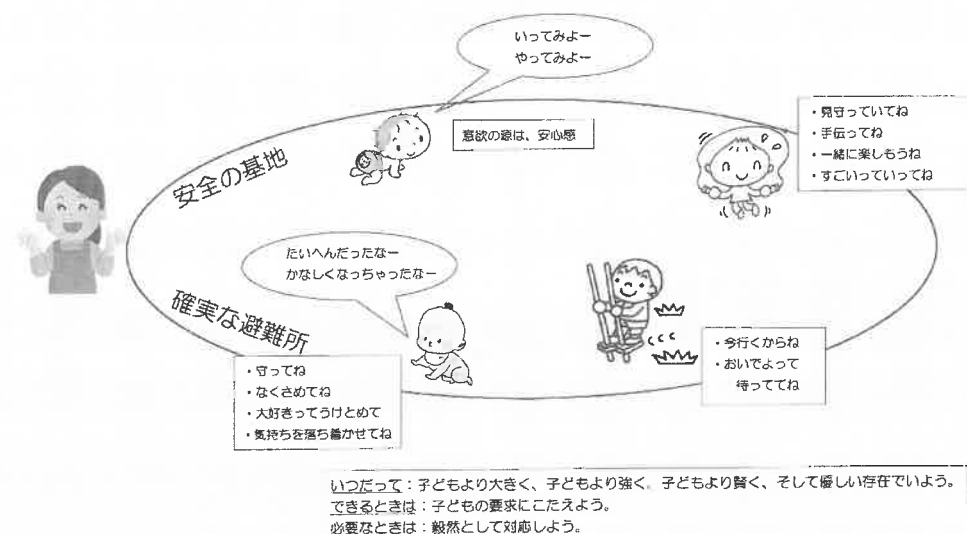 いってみよー
やってみよー
意欲の源は、安心感
・見守っていてね
・手伝ってね
・一緒に楽しもうね
・すごいっていってね
安全の基地
たいへんだったなー
かなしくなっちゃったなー
確実な避難所
・守ってね
・なぐさめてね
・大好きってうけとめて
・気持ちを落ち着かせてね
・今行くからね
・おいでよって
待っててね
いつだって：子どもより大きく、子どもより強く、子どもより賢く、そして優しい存在でいよう。
できるときは：子どもの要求にこたえよう。
必要なときは：毅然として対応しよう。